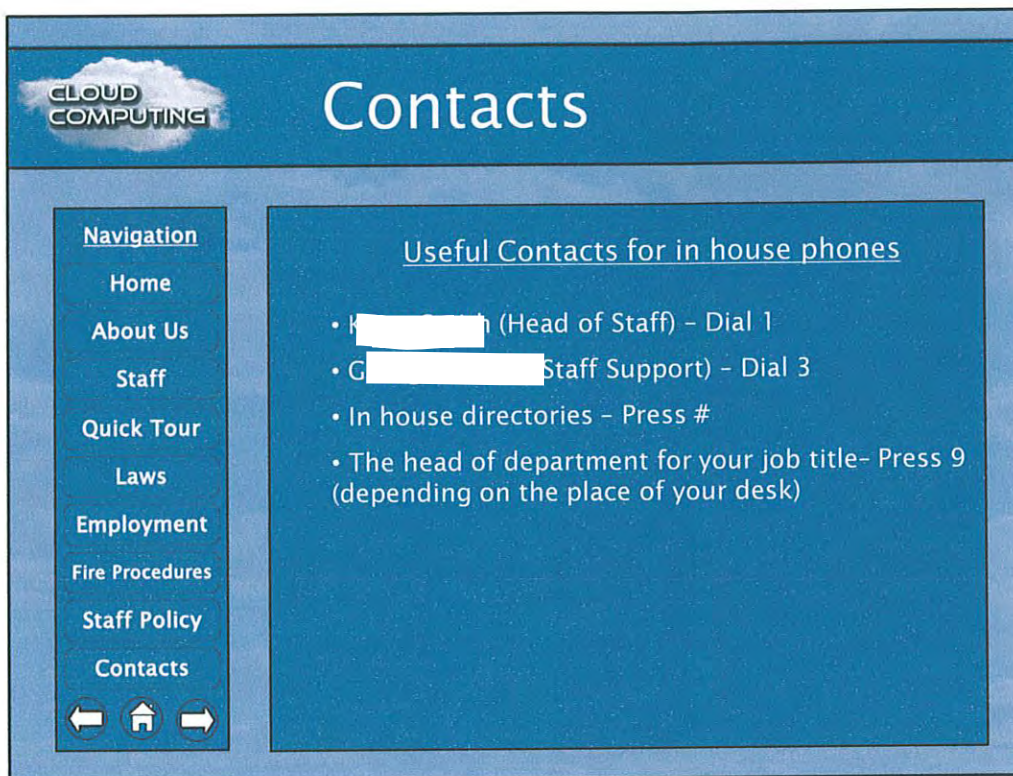 CLOUD
COMPUTING
Contacts
Navigation
Home
About Us
Staff
Quick Tour
Laws
Employment
Fire Procedures
Staff Policy
Contacts
Useful Contacts for in house phones
• (Head of Staff) – Dial 1
• Staff Support) – Dial 3
• In house directories – Press #
• The head of department for your job title– Press 9
(depending on the place of your desk)